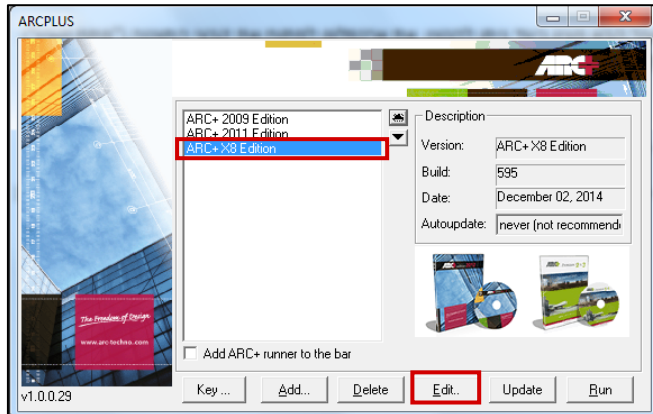 ARCPLUS
ARC+
ARC+ 2009 Edition
ARC+ 2011 Edition
ARC+ X8 Edition
Description
Version: ARC+ X8 Edition
Build: 595
Date: December 02, 2014
Autoupdate: never (not recommend
The Freedom of Design
www.arc-techno.com
Add ARC+ runner to the bar
v1.0.0.29
Key ... Add... Delete Edit.. Update Run